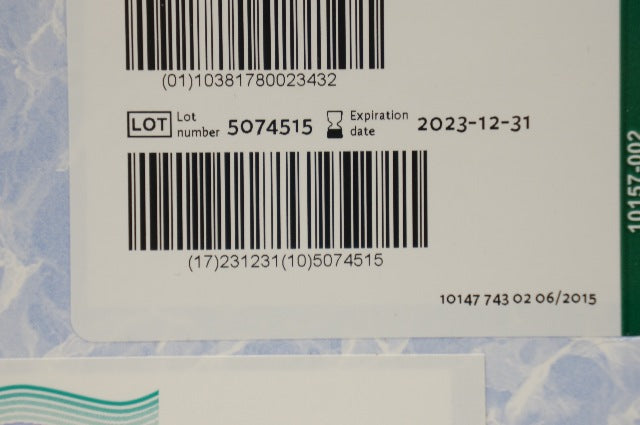 (01)10381780023432
LOT Lot number 5074515 Expiration date 2023-12-31
(17)231231(10)5074515
10147 743 02 06/2015
10157-002